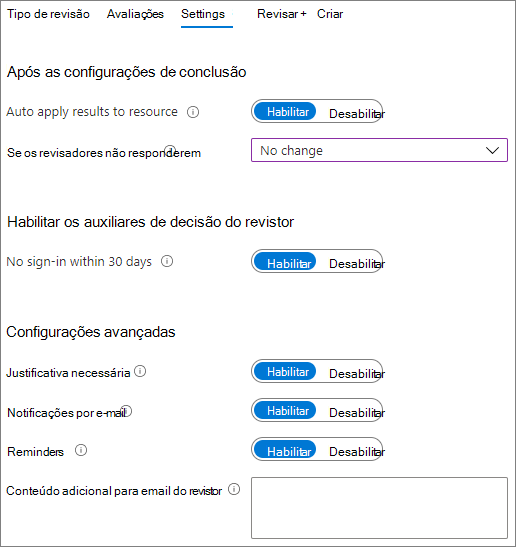 Tipo de revisão Avaliações Settings Revisar + Criar
Após as configurações de conclusão
Auto apply results to resource Habilitar Desabilitar
Se os revisadores não responderem No change
Habilitar os auxiliares de decisão do revistor
No sign-in within 30 days Habilitar Desabilitar
Configurações avançadas
Justificativa necessária Habilitar Desabilitar
Notificações por e-mail Habilitar Desabilitar
Reminders Habilitar Desabilitar
Conteúdo adicional para email do revistor